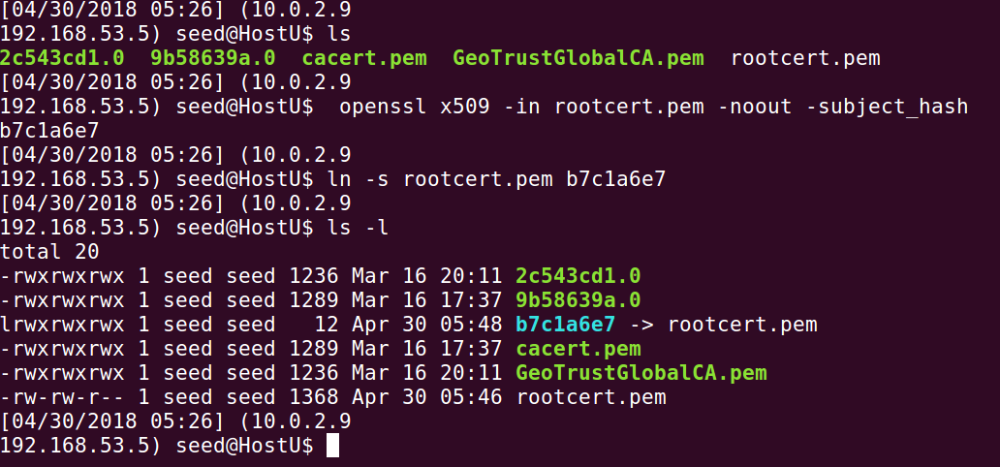 [04/30/2018 05:26] (10.0.2.9
192.168.53.5) seed@HostU$ ls
2c543cd1.0  9b58639a.0  cacert.pem  GeoTrustGlobalCA.pem  rootcert.pem
[04/30/2018 05:26] (10.0.2.9
192.168.53.5) seed@HostU$  openssl x509 -in rootcert.pem -noout -subject_hash
b7c1a6e7
[04/30/2018 05:26] (10.0.2.9
192.168.53.5) seed@HostU$ ln -s rootcert.pem b7c1a6e7
[04/30/2018 05:26] (10.0.2.9
192.168.53.5) seed@HostU$ ls -l
total 20
-rwxrwxrwx 1 seed seed 1236 Mar 16 20:11 2c543cd1.0
-rwxrwxrwx 1 seed seed 1289 Mar 16 17:37 9b58639a.0
lrwxrwxrwx 1 seed seed   12 Apr 30 05:48 b7c1a6e7 -> rootcert.pem
-rwxrwxrwx 1 seed seed 1289 Mar 16 17:37 cacert.pem
-rwxrwxrwx 1 seed seed 1236 Mar 16 20:11 GeoTrustGlobalCA.pem
-rw-rw-r-- 1 seed seed 1368 Apr 30 05:46 rootcert.pem
[04/30/2018 05:26] (10.0.2.9
192.168.53.5) seed@HostU$